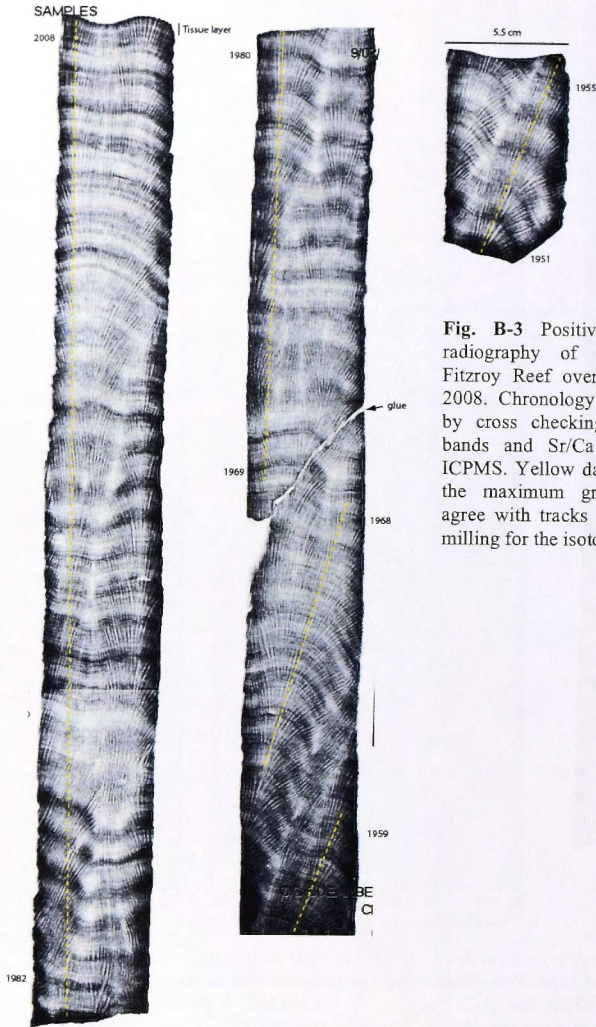 SAMPLES
2008
Tissue layer
1982
1980
1969
glue
1968
1959
CI
5.5 cm
1955
1951
Fig. B-3 Positiv
radiography of
Fitzroy Reef over
2008. Chronology
by cross checking
bands and Sr/Ca
ICPMS. Yellow da
the maximum gr
agree with tracks
milling for the isoto